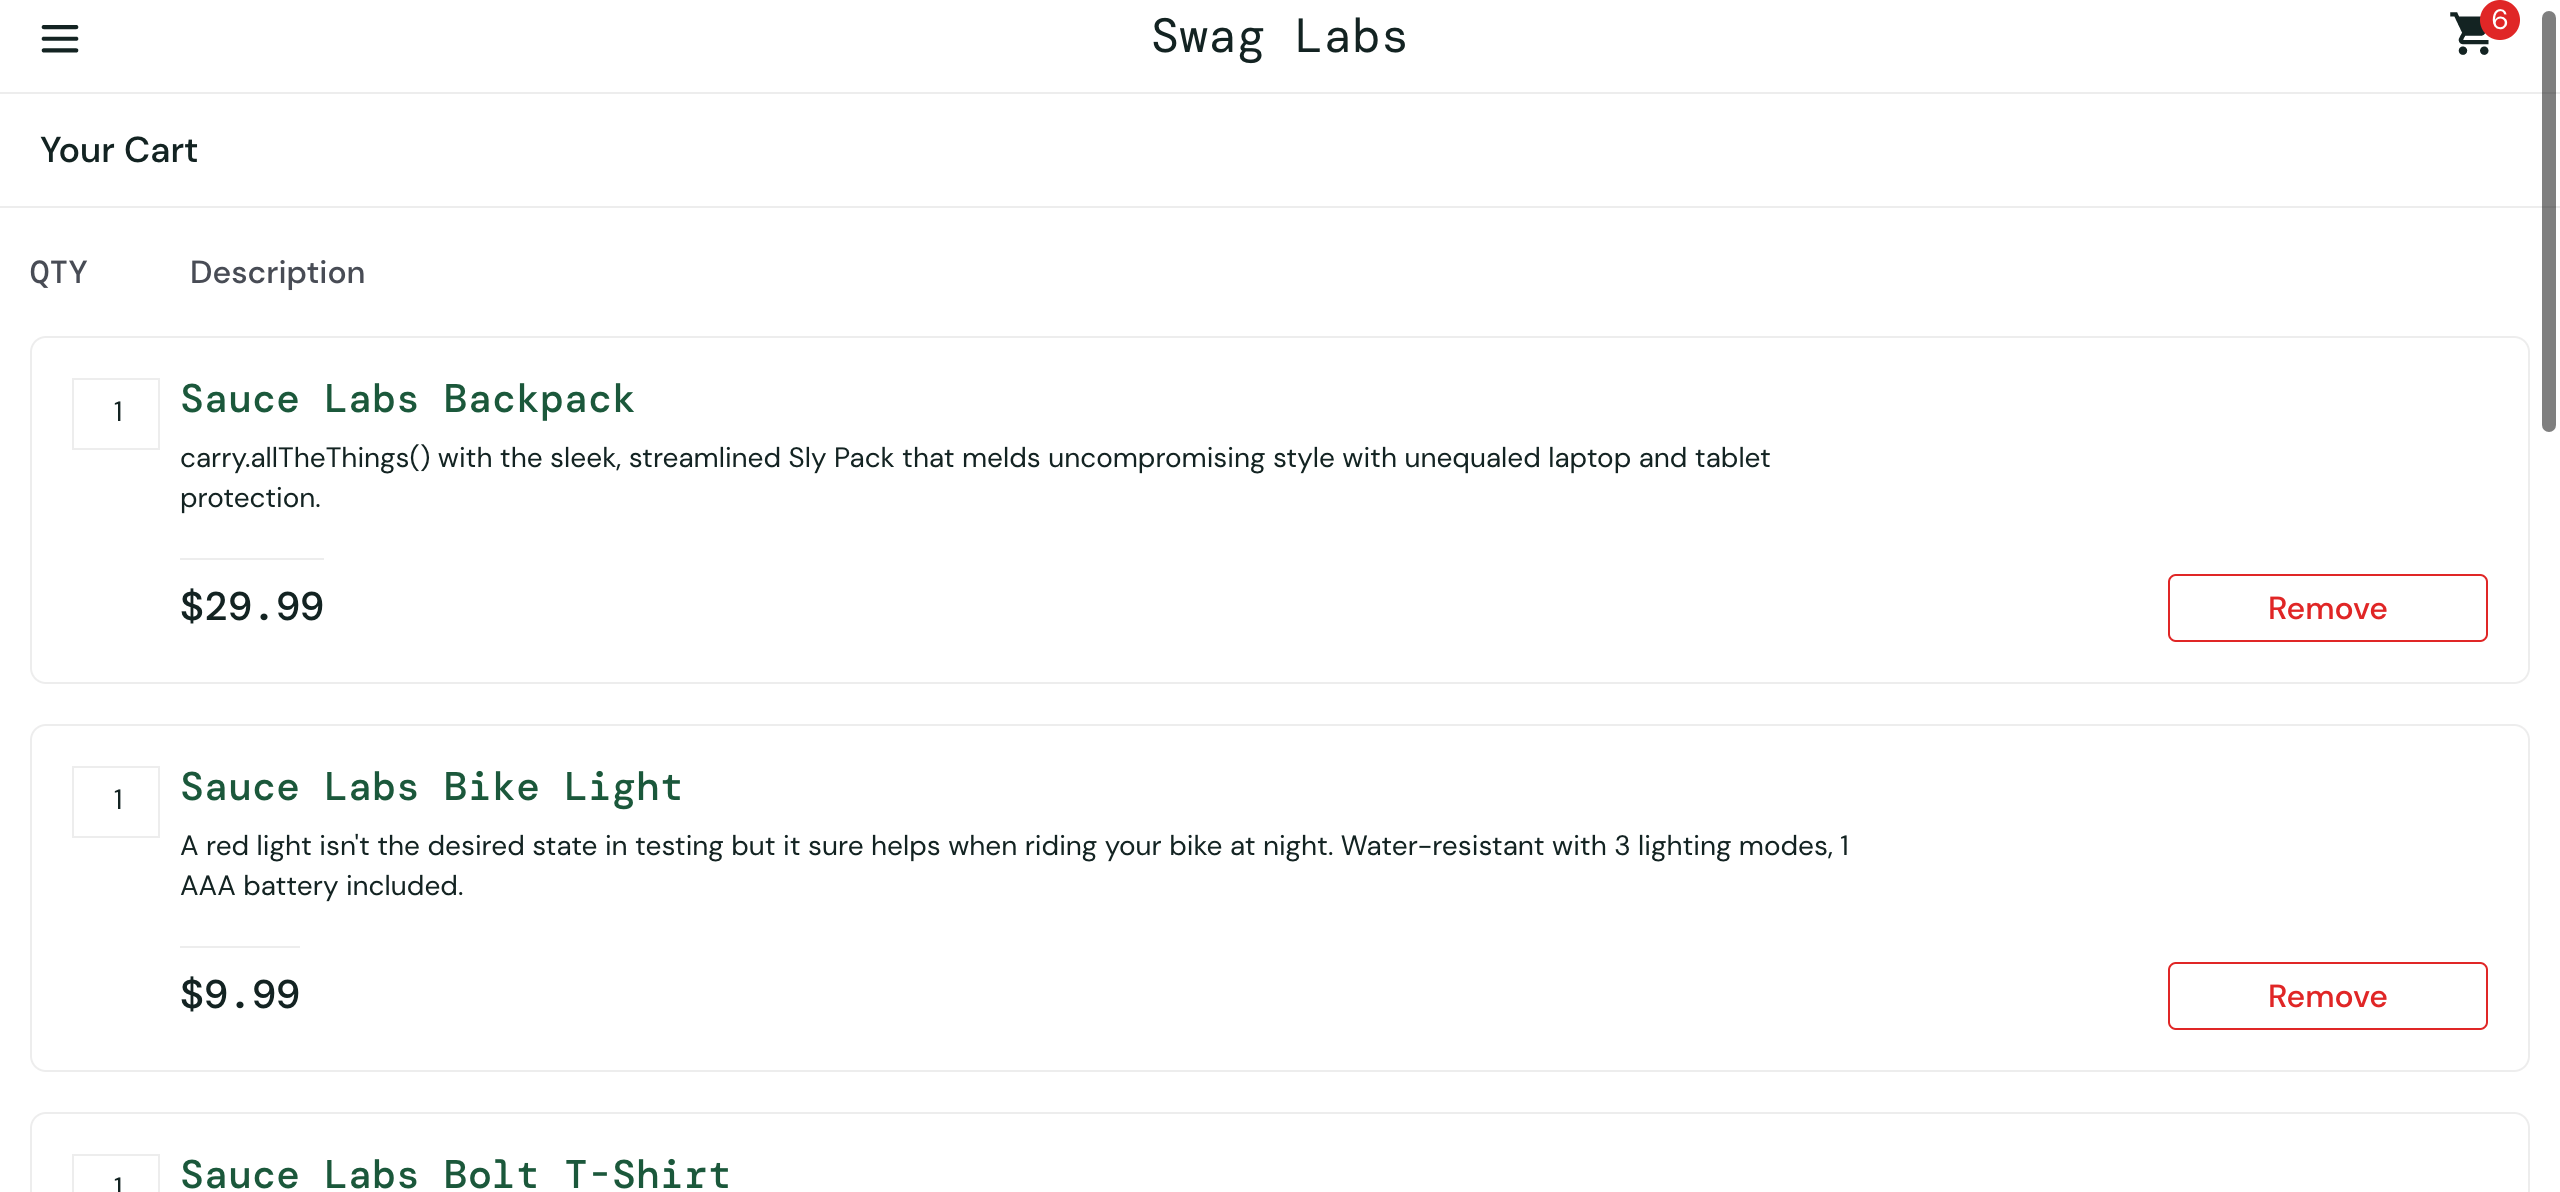 Swag Labs
6
Your Cart
QTY Description
1 Sauce Labs Backpack
carry.allTheThings() with the sleek, streamlined Sly Pack that melds uncompromising style with unequaled laptop and tablet
protection.
$29.99 Remove
1 Sauce Labs Bike Light
A red light isn't the desired state in testing but it sure helps when riding your bike at night. Water-resistant with 3 lighting modes, 1
AAA battery included.
$9.99 Remove
1 Sauce Labs Bolt T-Shirt